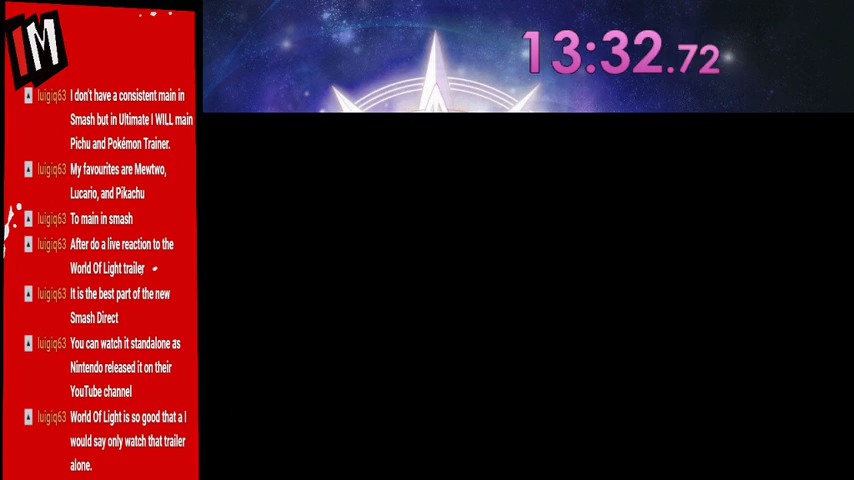 IM
13:32.72
luigiq63 I don't have a consistent main in
Smash but in Ultimate I WILL main
Pichu and Pokémon Trainer.
luigiq63 My favourites are Mewtwo,
Lucario, and Pikachu
luigiq63 To main in smash
luigiq63 After do a live reaction to the
World Of Light trailer
luigiq63 It is the best part of the new
Smash Direct
luigiq63 You can watch it standalone as
Nintendo released it on their
YouTube channel
luigiq63 World Of Light is so good that a I
would say only watch that trailer
alone.